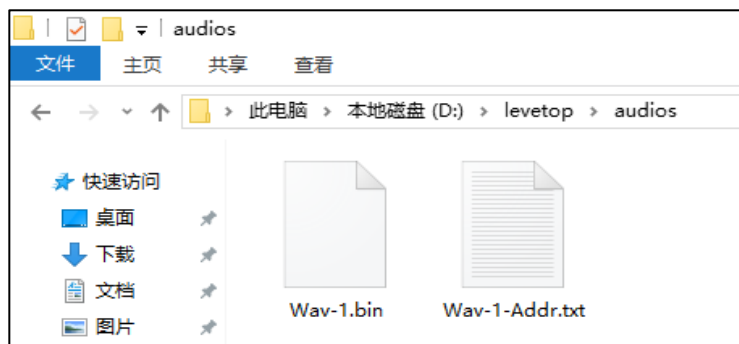 audios
文件 主页 共享 查看
此电脑 › 本地磁盘 (D:) › levetop › audios
快速访问
桌面
下载
文档
图片
Wav-1.bin
Wav-1-Addr.txt